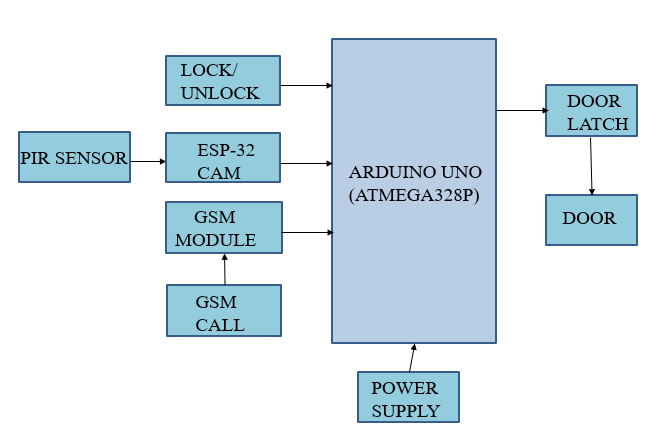 LOCK/
UNLOCK
PIR SENSOR
ESP-32
CAM
GSM
MODULE
GSM
CALL
ARDUINO UNO
(ATMEGA328P)
POWER
SUPPLY
DOOR
LATCH
DOOR